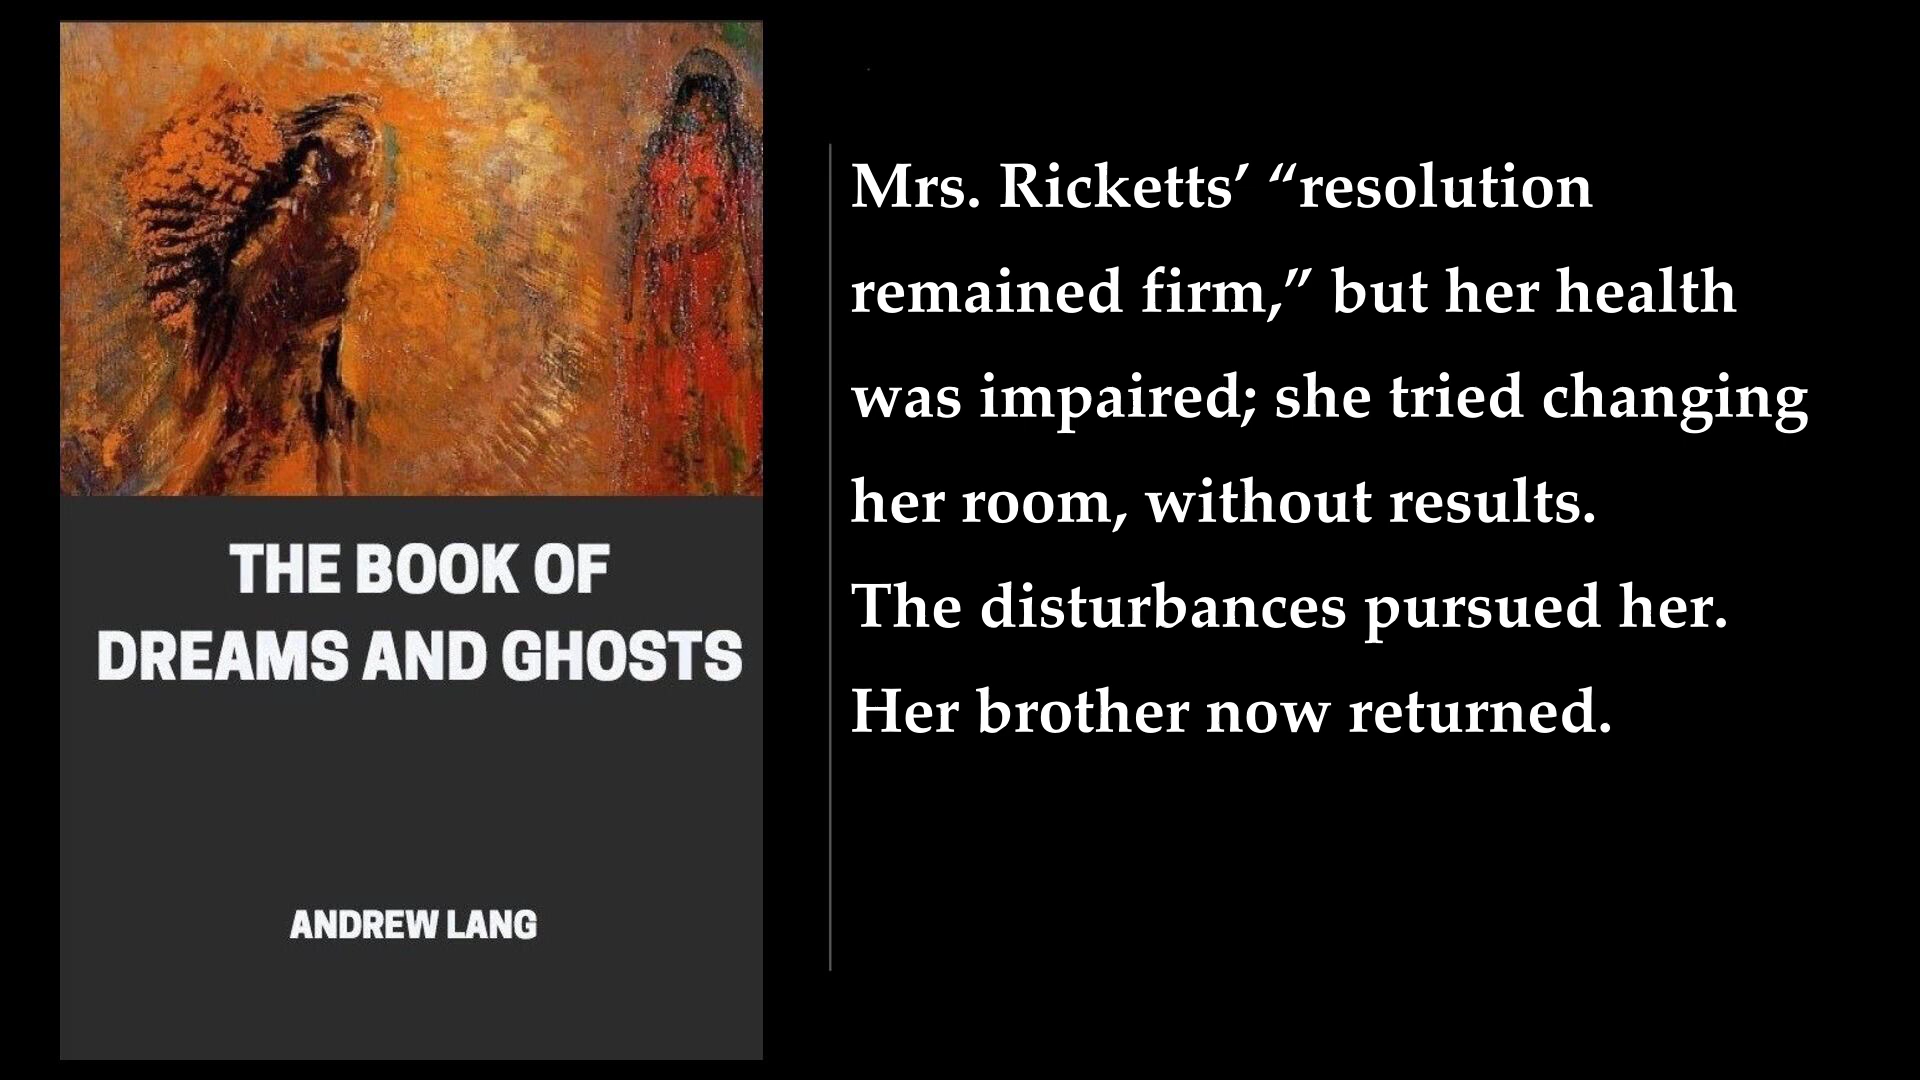 THE BOOK OF
DREAMS AND GHOSTS
ANDREW LANG
Mrs. Ricketts’ “resolution
remained firm,” but her health
was impaired; she tried changing
her room, without results.
The disturbances pursued her.
Her brother now returned.